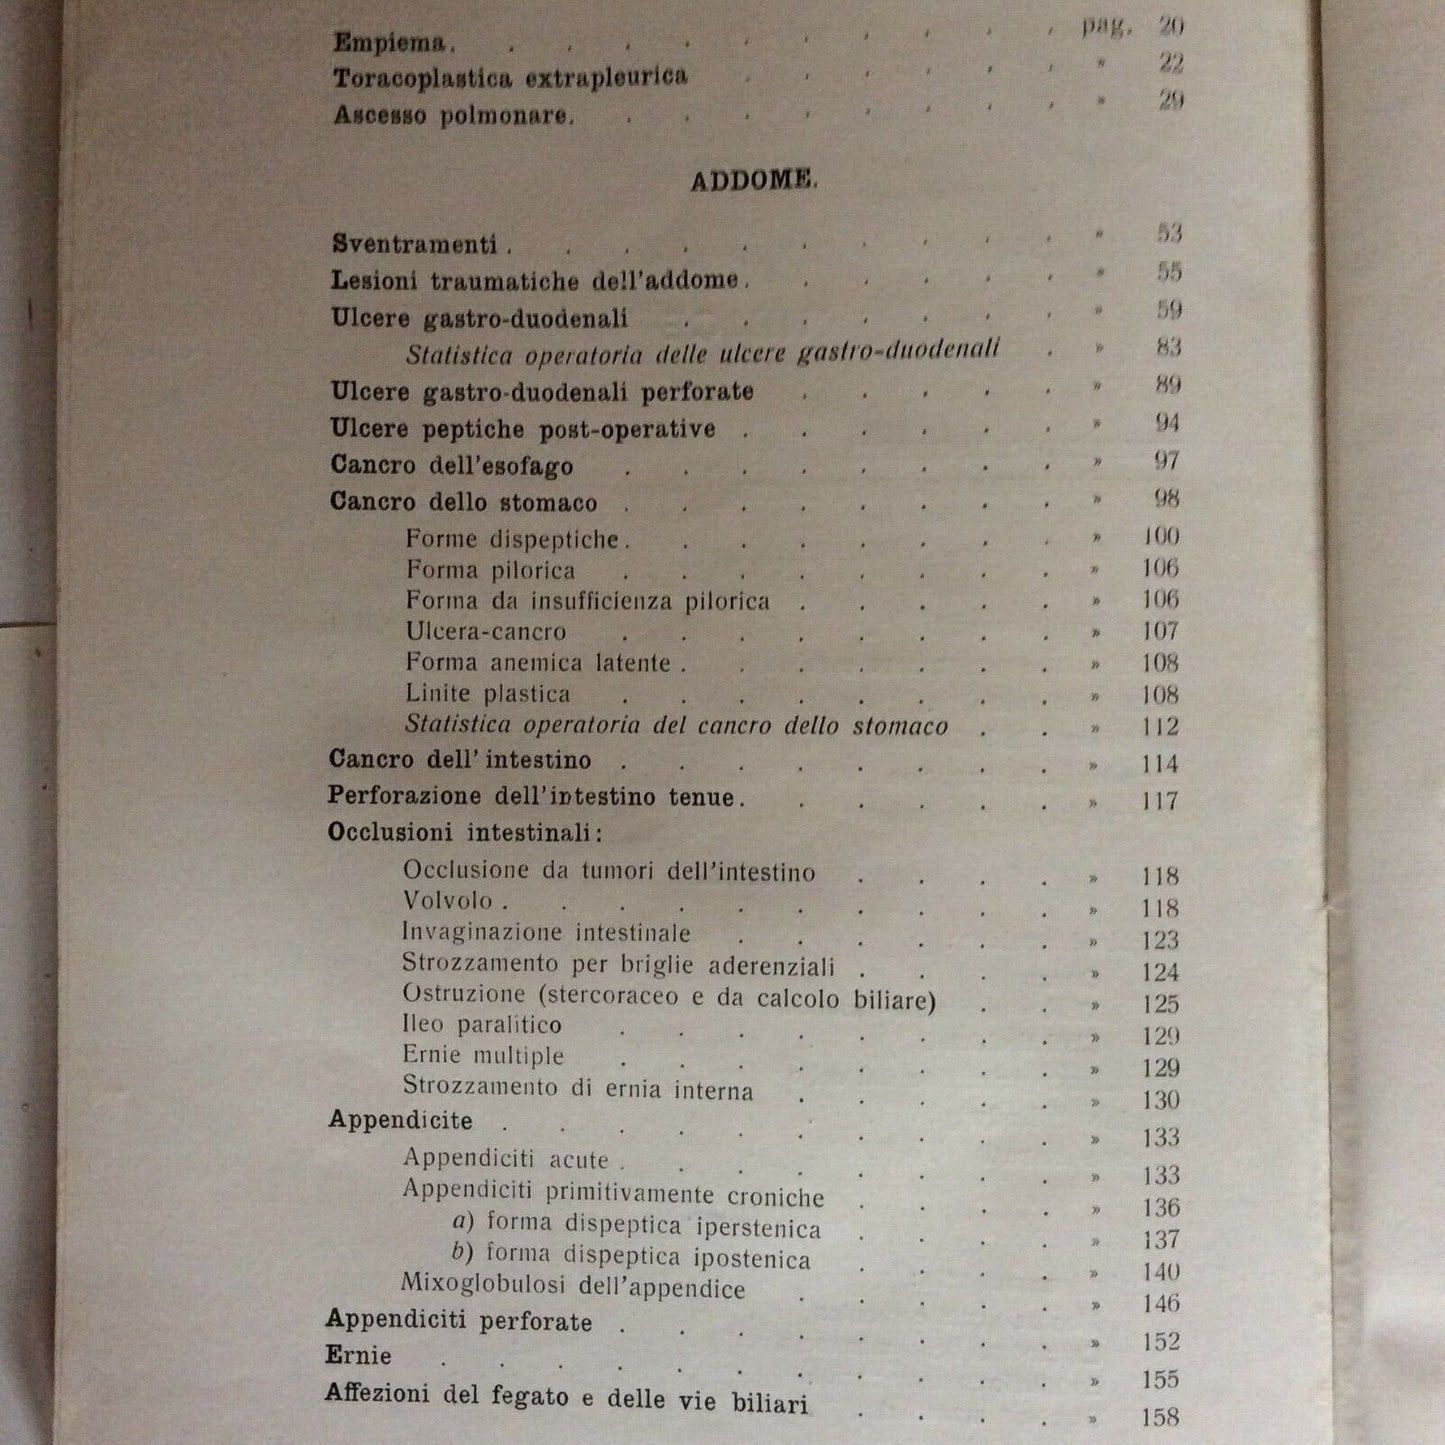 Empiema. . . . . . . . . . . pag. 20
Toracoplastica extrapleurica . . . . . . » 22
Ascesso polmonare. . . . . . . . . » 29
ADDOME.
Sventramenti . . . . . . . . . . » 53
Lesioni traumatiche dell'addome. . . . . . » 55
Ulcere gastro-duodenali . . . . . . . » 59
Statistica operatoria delle ulcere gastro-duodenali . » 83
Ulcere gastro-duodenali perforate . . . . . » 89
Ulcere peptiche post-operative . . . . . . » 94
Cancro dell'esofago . . . . . . . . » 97
Cancro dello stomaco . . . . . . . . » 98
Forme dispeptiche. . . . . . . . » 100
Forma pilorica . . . . . . . . » 106
Forma da insufficienza pilorica . . . . . » 106
Ulcera-cancro . . . . . . . . » 107
Forma anemica latente . . . . . . . » 108
Linite plastica . . . . . . . . » 108
Statistica operatoria del cancro dello stomaco . . » 112
Cancro dell' intestino . . . . . . . . » 114
Perforazione dell'intestino tenue. . . . . . » 117
Occlusioni intestinali:
Occlusione da tumori dell'intestino . . . . » 118
Volvolo . . . . . . . . . . » 118
Invaginazione intestinale . . . . . . » 123
Strozzamento per briglie aderenziali . . . . » 124
Ostruzione (stercoraceo e da calcolo biliare) . . » 125
Ileo paralitico . . . . . . . . » 129
Ernie multiple . . . . . . . . » 129
Strozzamento di ernia interna . . . . . » 130
Appendicite . . . . . . . . . . » 133
Appendiciti acute . . . . . . . . » 133
Appendiciti primitivamente croniche . . . . » 136
a) forma dispeptica iperstenica . . . . » 137
b) forma dispeptica ipostenica . . . . » 140
Mixoglobulosi dell'appendice . . . . . » 146
Appendiciti perforate . . . . . . . . » 152
Ernie . . . . . . . . . . . » 155
Affezioni del fegato e delle vie biliari . . . . » 158